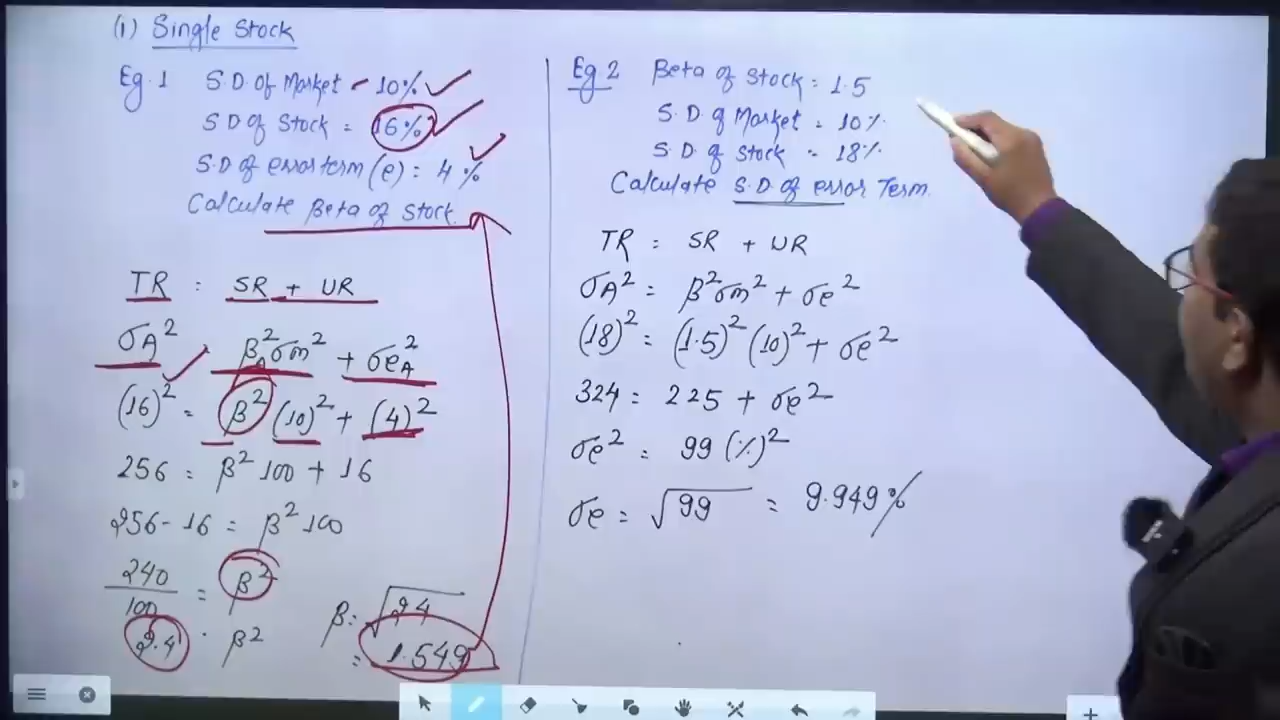 (1) Single Stock
Eg.1 S.D. of Market - 10%
S.D of Stock = 16%
S.D of error term (e) : 4%
Calculate Beta of Stock
TR : SR + UR
σA² β²Aσm² + σe²A
(16)² = β² (10)² + (4)²
256 = β² 100 + 16
256 - 16 = β² 100
240/100 = β²
2.4 . β²
β = √2.4
= 1.549
Eg 2 Beta of Stock : 1.5
S.D. of Market = 10%
S.D. of Stock = 18%
Calculate S.D. of error Term.
TR = SR + UR
σA² = β²σm² + σe²
(18)² = (1.5)² (10)² + σe²
324 = 225 + σe²
σe² = 99 (%)²
σe = √99 = 9.949%